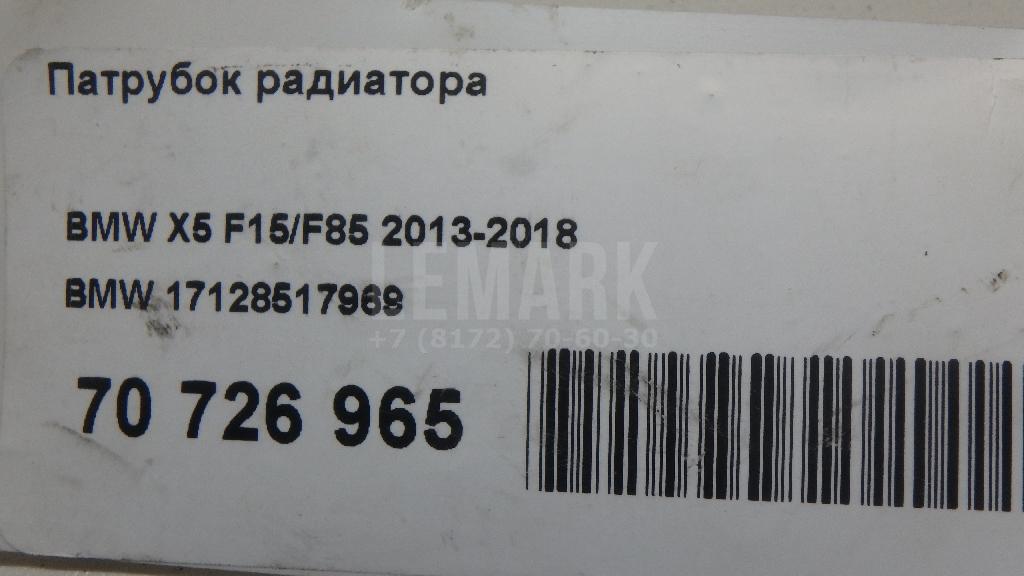 Патрубок радиатора
BMW X5 F15/F85 2013-2018
LEMARK
BMW 17128517969
+7 (8172) 70-60-30
70 726 965